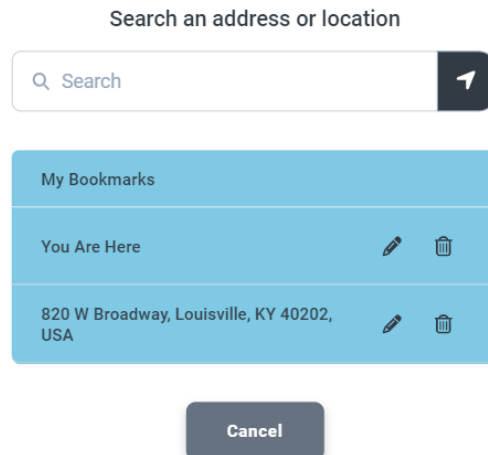 Search an address or location
Search
My Bookmarks
You Are Here
820 W Broadway, Louisville, KY 40202,
USA
Cancel